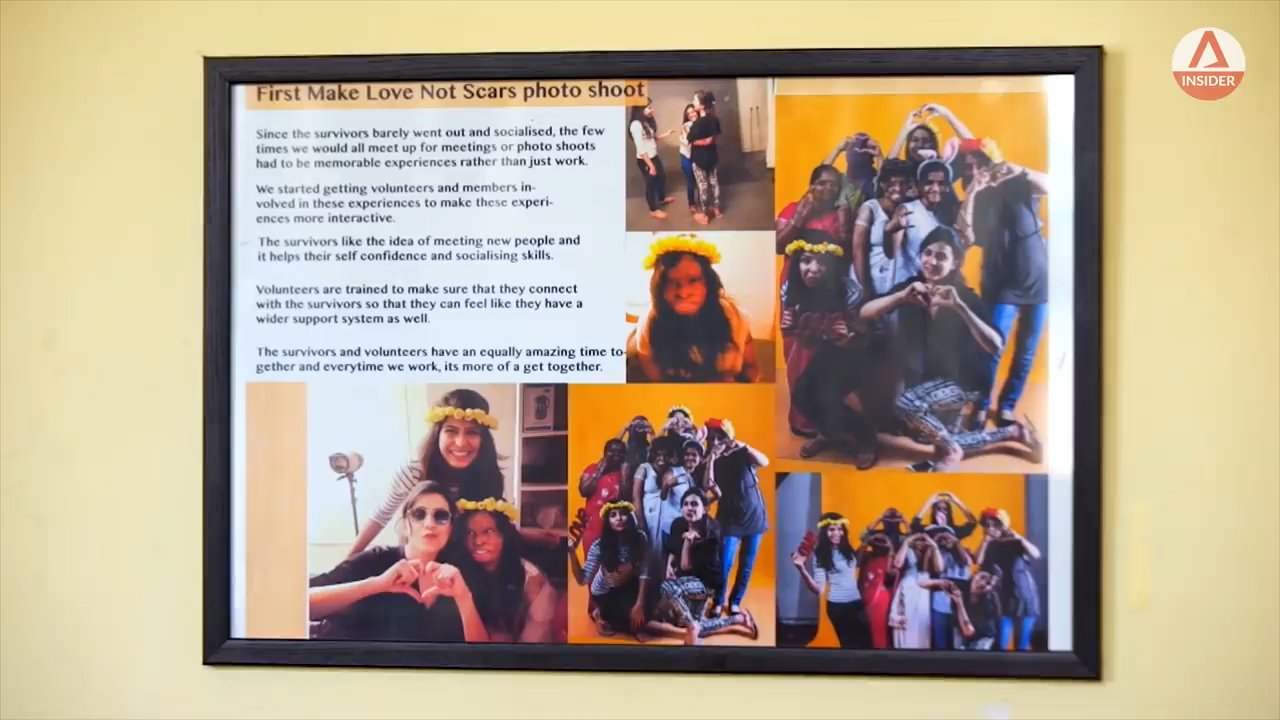 First Make Love Not Scars photo shoot
Since the survivors barely went out and socialised, the few
times we would all meet up for meetings or photo shoots
had to be memorable experiences rather than just work.
We started getting volunteers and members in-
volved in these experiences to make these experi-
ences more interactive.
The survivors like the idea of meeting new people and
it helps their self confidence and socialising skills.
Volunteers are trained to make sure that they connect
with the survivors so that they can feel like they have a
wider support system as well.
The survivors and volunteers have an equally amazing time to-
gether and everytime we work, its more of a get together.
INSIDER